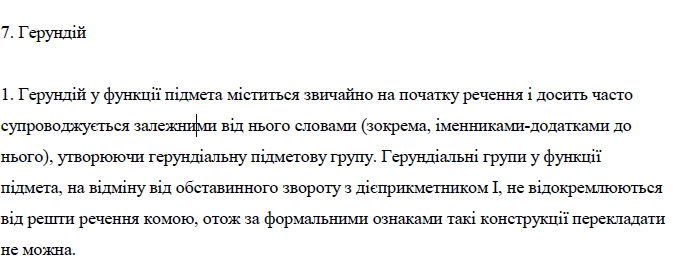 7. Герундій
1. Герундій у функції підмета міститься звичайно на початку речення і досить часто
супроводжується залежними від нього словами (зокрема, іменниками-додатками до
нього), утворюючи герундіальну підметову групу. Герундіальні групи у функції
підмета, на відміну від обставинного звороту з дієприкметником І, не відокремлюються
від решти речення комою, отож за формальними ознаками такі конструкції перекладати
не можна.